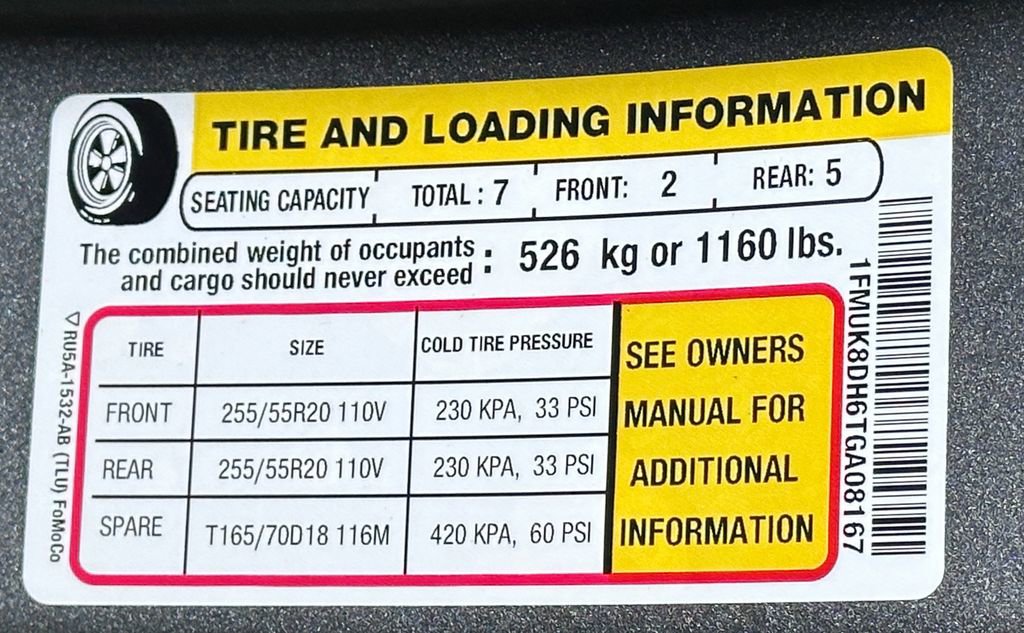 TIRE AND LOADING INFORMATION
SEATING CAPACITY TOTAL : 7 FRONT: 2 REAR: 5
The combined weight of occupants
and cargo should never exceed : 526 kg or 1160 lbs.
TIRE SIZE COLD TIRE PRESSURE
FRONT 255/55R20 110V 230 KPA, 33 PSI
REAR 255/55R20 110V 230 KPA, 33 PSI
SPARE T165/70D18 116M 420 KPA, 60 PSI
SEE OWNERS
MANUAL FOR
ADDITIONAL
INFORMATION
RU5A-1532-AB (TLU) FoMoCo
1FMUK8DH6TGA08167